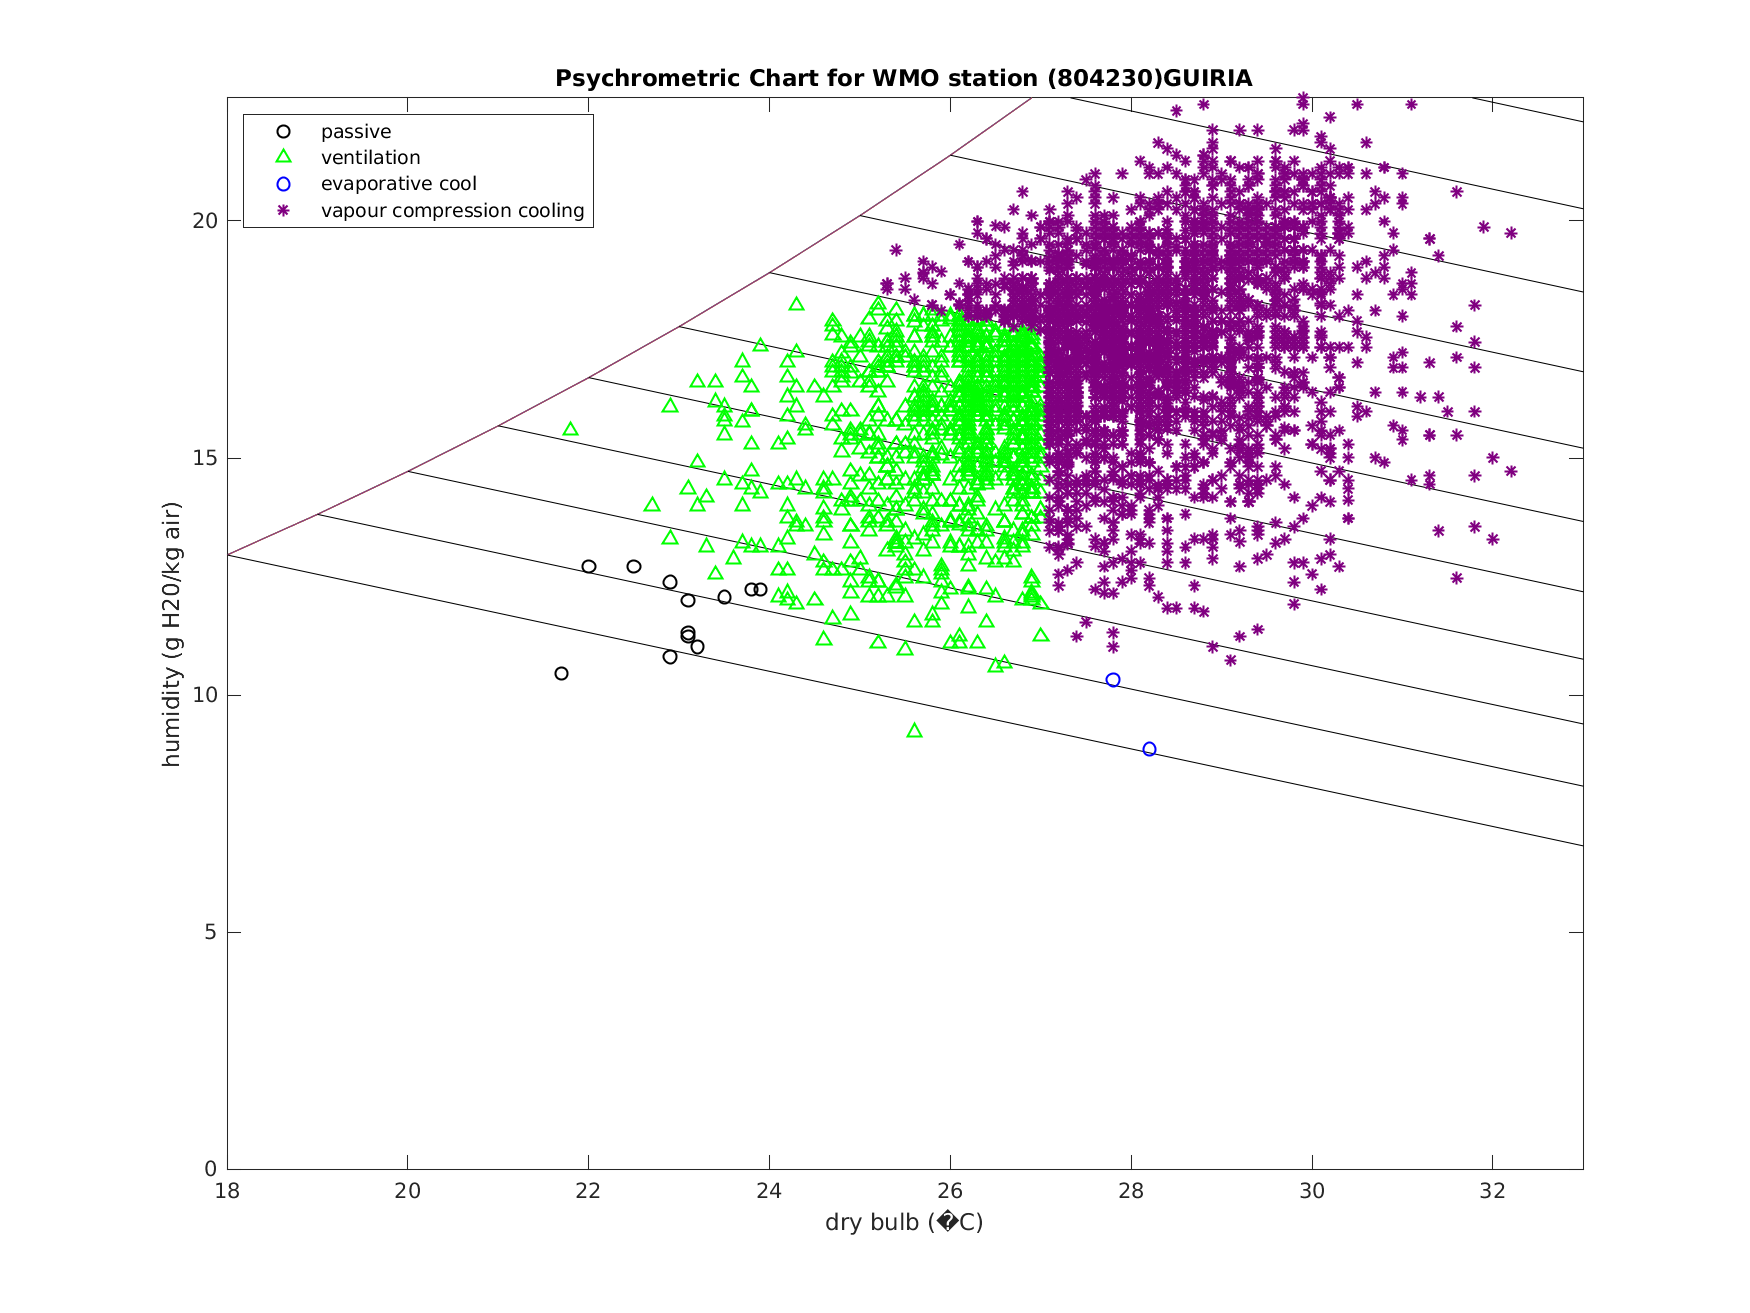 Psychrometric Chart for WMO station (804230)GUIRIA
passive
ventilation
evaporative cool
vapour compression cooling
humidity (g H20/kg air)
20
15
10
5
0
18 20 22 24 26 28 30 32
dry bulb (�C)